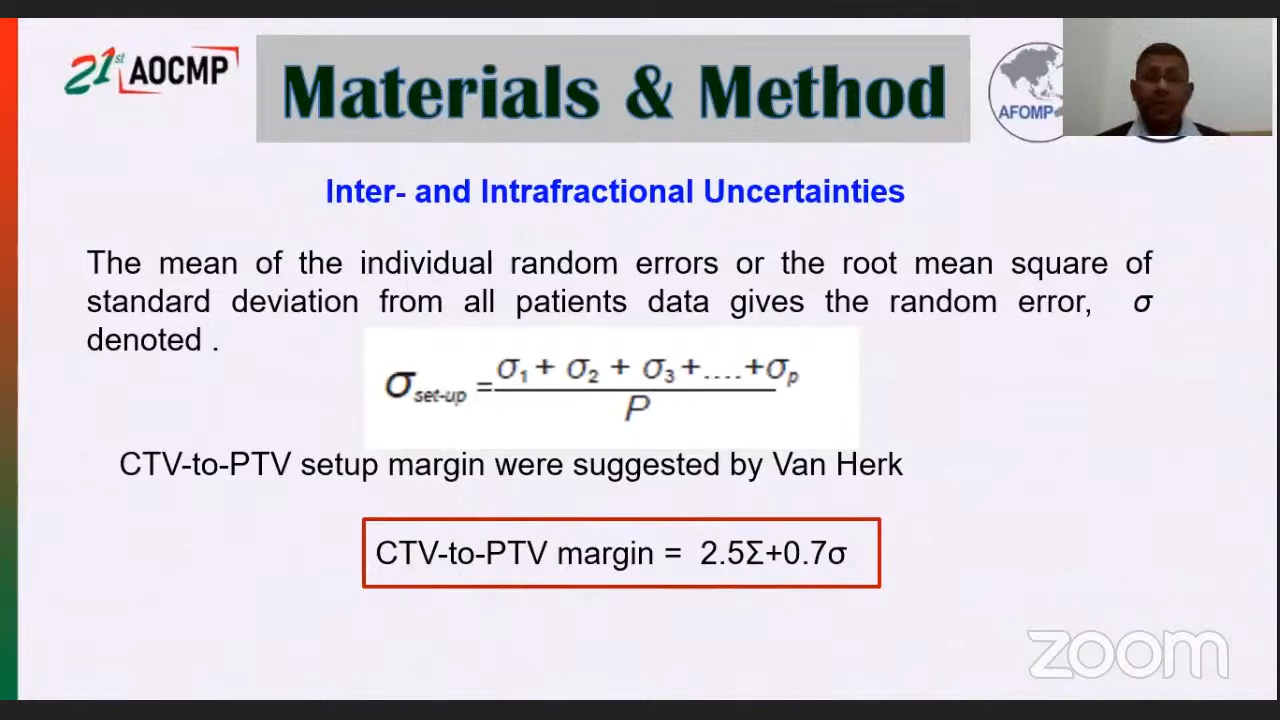 21st AOCMP
Materials & Method
AFOMP
Inter- and Intrafractional Uncertainties
The mean of the individual random errors or the root mean square of
standard deviation from all patients data gives the random error, σ
denoted .
σset-up = σ1 + σ2 + σ3 +....+σp
P
CTV-to-PTV setup margin were suggested by Van Herk
CTV-to-PTV margin = 2.5Σ+0.7σ
zoom